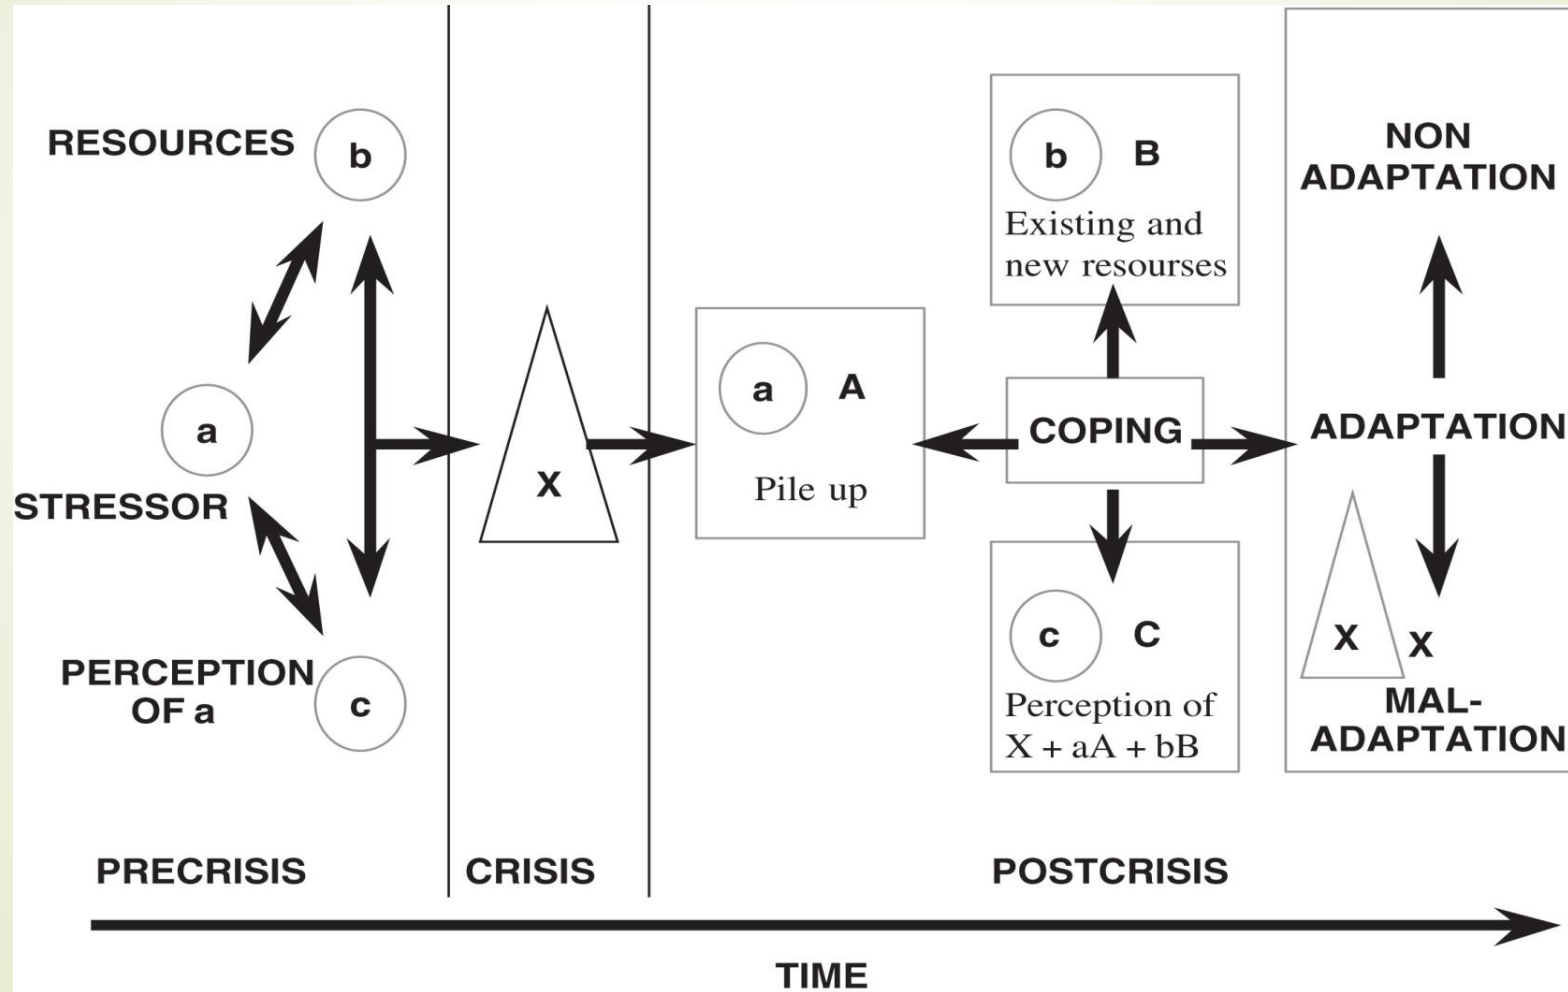 RESOURCES
b
a
STRESSOR
PERCEPTION
OF a
c
X
a A
Pile up
b B
Existing and
new resourses
COPING
c C
Perception of
X + aA + bB
NON
ADAPTATION
ADAPTATION
X X
MAL-
ADAPTATION
PRECRISIS
CRISIS
POSTCRISIS
TIME